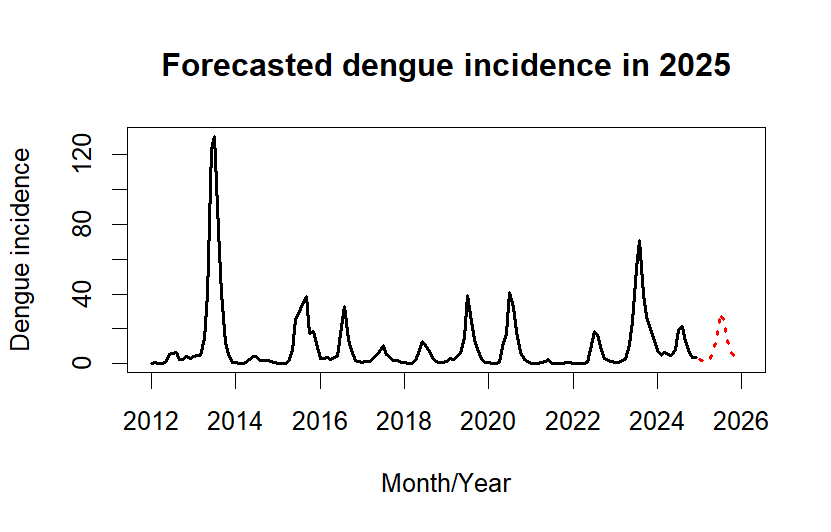 Forecasted dengue incidence in 2025
Dengue incidence
120
80
40
0
2012 2014 2016 2018 2020 2022 2024 2026
Month/Year